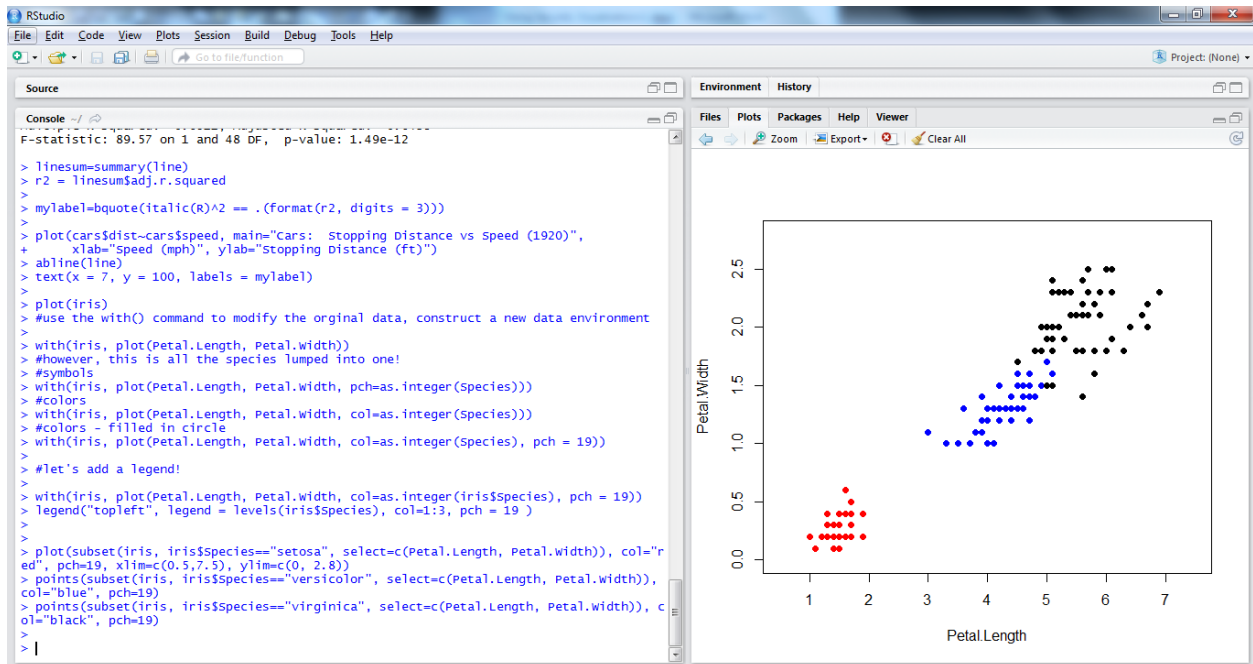 RStudio
File Edit Code View Plots Session Build Debug Tools Help
Go to file/function
Project: (None)
Source
Console ~/
F-statistic: 89.57 on 1 and 48 DF,  p-value: 1.49e-12
> linesum=summary(line)
> r2 = linesum$adj.r.squared
>
> mylabel=bquote(italic(R)^2 == .(format(r2, digits = 3)))
>
> plot(cars$dist~cars$speed, main="Cars:  Stopping Distance vs Speed (1920)",
+      xlab="Speed (mph)", ylab="Stopping Distance (ft)")
> abline(line)
> text(x = 7, y = 100, labels = mylabel)
>
> plot(iris)
> #use the with() command to modify the orginal data, construct a new data environment
>
> with(iris, plot(Petal.Length, Petal.Width))
> #however, this is all the species lumped into one!
> #symbols
> with(iris, plot(Petal.Length, Petal.Width, pch=as.integer(Species)))
> #colors
> with(iris, plot(Petal.Length, Petal.Width, col=as.integer(Species)))
> #colors - filled in circle
> with(iris, plot(Petal.Length, Petal.Width, col=as.integer(Species), pch = 19))
>
> #let's add a legend!
>
> with(iris, plot(Petal.Length, Petal.Width, col=as.integer(iris$Species), pch = 19))
> legend("topleft", legend = levels(iris$Species), col=1:3, pch = 19 )
>
>
> plot(subset(iris, iris$Species=="setosa", select=c(Petal.Length, Petal.Width)), col="r
ed", pch=19, xlim=c(0.5,7.5), ylim=c(0, 2.8))
> points(subset(iris, iris$Species=="versicolor", select=c(Petal.Length, Petal.Width)),
col="blue", pch=19)
> points(subset(iris, iris$Species=="virginica", select=c(Petal.Length, Petal.Width)), c
ol="black", pch=19)
>
>
Environment History
Files Plots Packages Help Viewer
Zoom Export Clear All
Petal.Width
2.5
2.0
1.5
1.0
0.5
0.0
1 2 3 4 5 6 7
Petal.Length